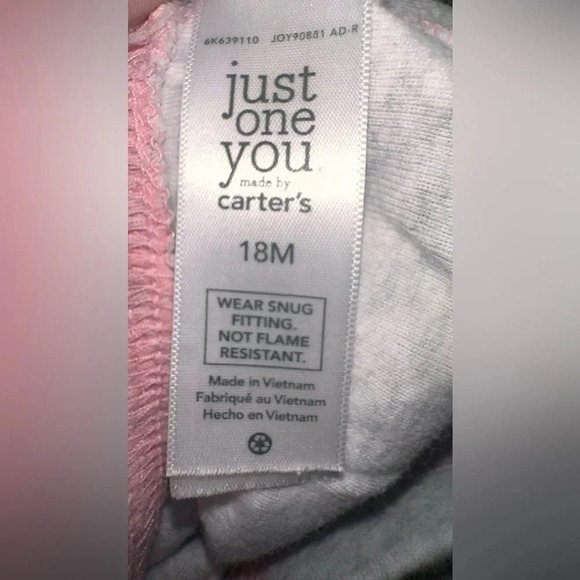 6K639110 JOY90881 AD-R
just
one
you
made by
carter's
18M
WEAR SNUG
FITTING.
NOT FLAME
RESISTANT.
Made in Vietnam
Fabriqué au Vietnam
Hecho en Vietnam